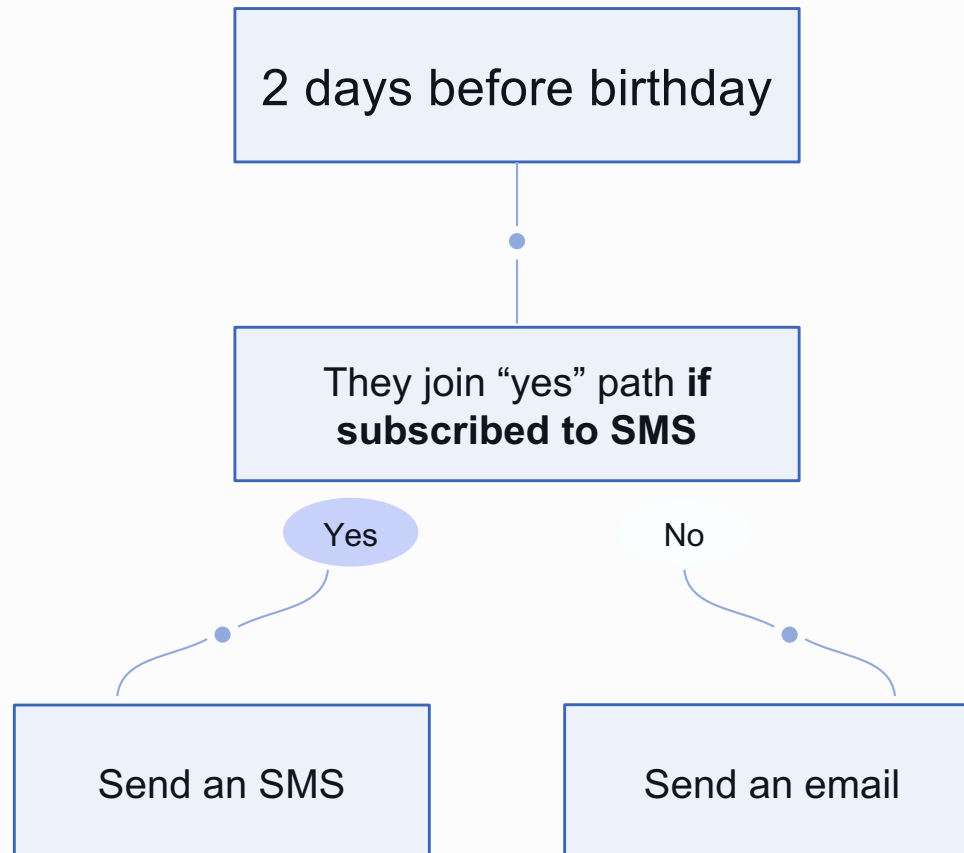 2 days before birthday
They join “yes” path if
subscribed to SMS
Yes
No
Send an SMS
Send an email